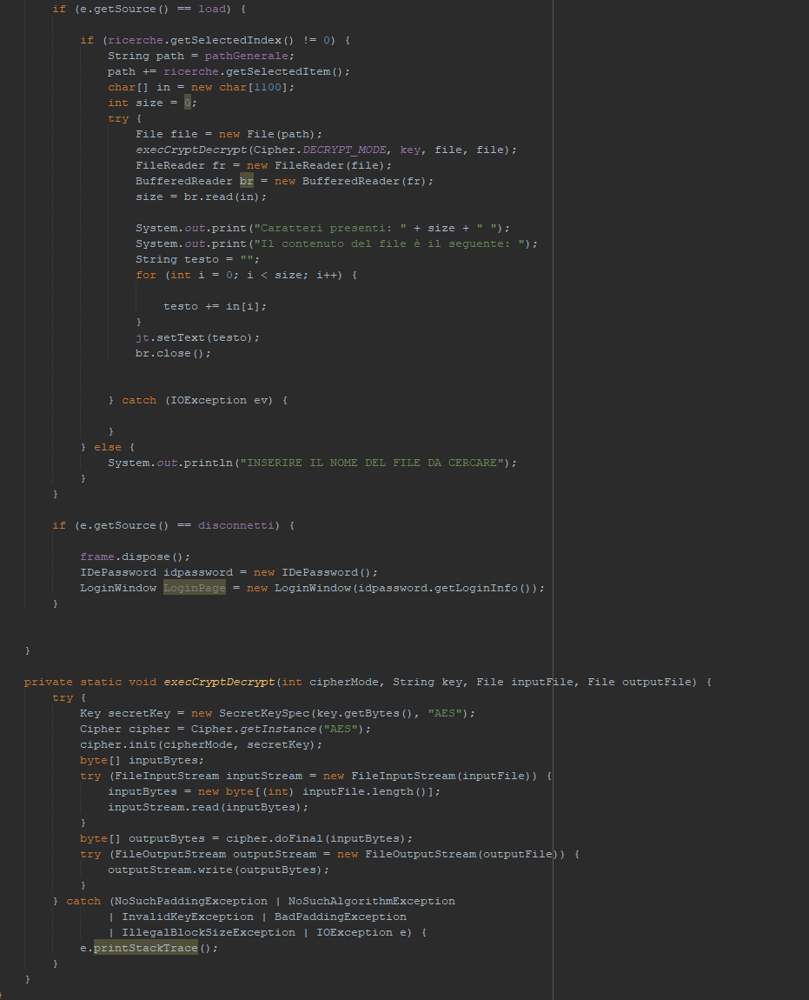 if (e.getSource() == load) {
if (ricerche.getSelectedIndex() != 0) {
String path = pathGenerale;
path += ricerche.getSelectedItem();
char[] in = new char[1100];
int size = 0;
try {
File file = new File(path);
execCryptDecrypt(Cipher.DECRYPT_MODE, key, file, file);
FileReader fr = new FileReader(file);
BufferedReader br = new BufferedReader(fr);
size = br.read(in);
System.out.print("Caratteri presenti: " + size + " ");
System.out.print("Il contenuto del file è il seguente: ");
String testo = "";
for (int i = 0; i < size; i++) {
testo += in[i];
}
jt.setText(testo);
br.close();
} catch (IOException ev) {
}
} else {
System.out.println("INSERIRE IL NOME DEL FILE DA CERCARE");
}
}
if (e.getSource() == disconnetti) {
frame.dispose();
IDePassword idpassword = new IDePassword();
LoginWindow LoginPage = new LoginWindow(idpassword.getLoginInfo());
}
}
private static void execCryptDecrypt(int cipherMode, String key, File inputFile, File outputFile) {
try {
Key secretKey = new SecretKeySpec(key.getBytes(), "AES");
Cipher cipher = Cipher.getInstance("AES");
cipher.init(cipherMode, secretKey);
byte[] inputBytes;
try (FileInputStream inputStream = new FileInputStream(inputFile)) {
inputBytes = new byte[(int) inputFile.length()];
inputStream.read(inputBytes);
}
byte[] outputBytes = cipher.doFinal(inputBytes);
try (FileOutputStream outputStream = new FileOutputStream(outputFile)) {
outputStream.write(outputBytes);
}
} catch (NoSuchPaddingException | NoSuchAlgorithmException
| InvalidKeyException | BadPaddingException
| IllegalBlockSizeException | IOException e) {
e.printStackTrace();
}
}
}